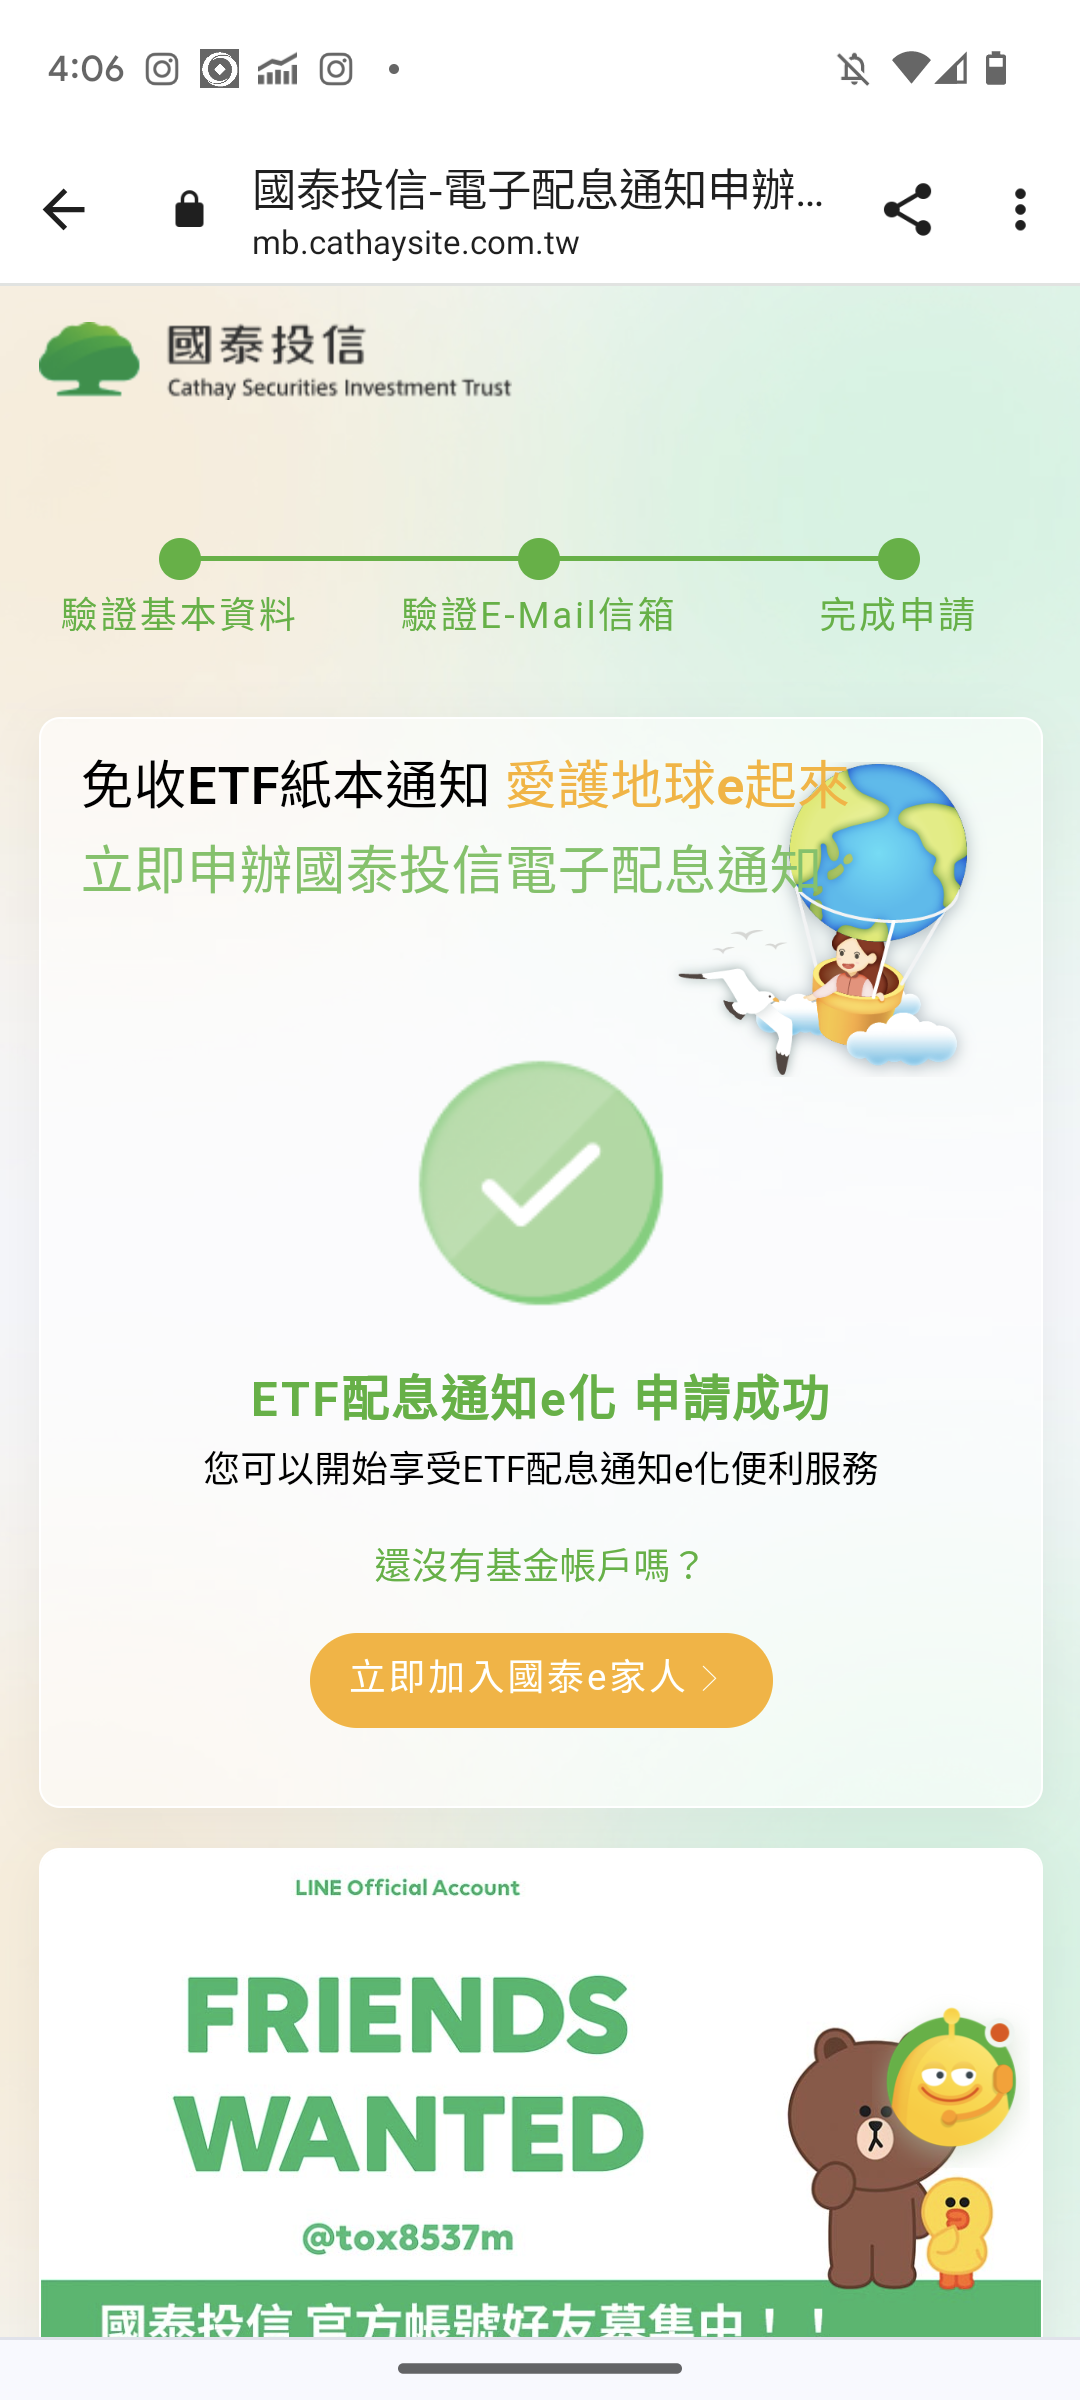 4:06
國泰投信-電子配息通知申辦...
mb.cathaysite.com.tw
國泰投信
Cathay Securities Investment Trust
驗證基本資料
驗證E-Mail信箱
完成申請
免收ETF紙本通知 愛護地球e起來
立即申辦國泰投信電子配息通知
ETF配息通知e化 申請成功
您可以開始享受ETF配息通知e化便利服務
還沒有基金帳戶嗎？
立即加入國泰e家人
LINE Official Account
FRIENDS
WANTED
@tox8537m
國泰投信 官方帳號好友募集中！！